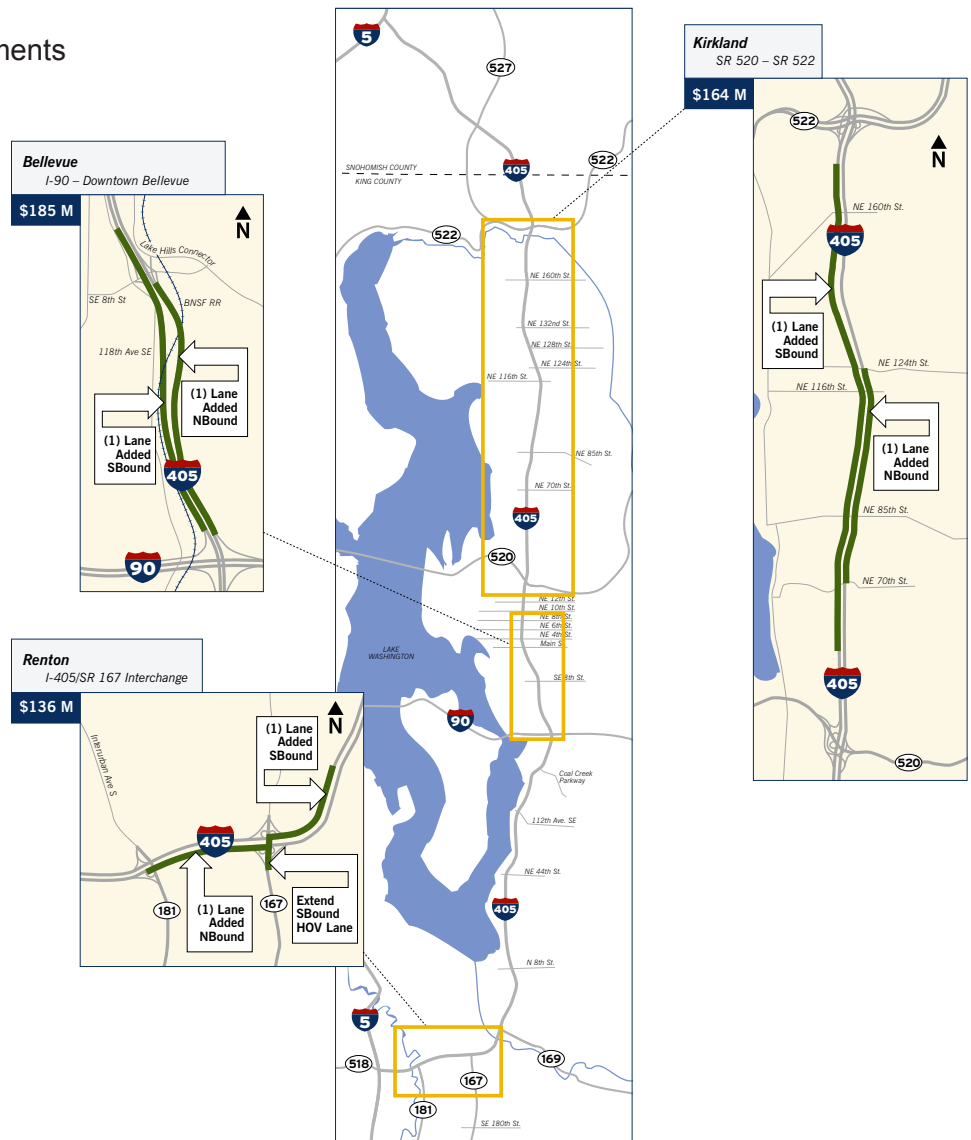 ments
Bellevue
I-90 – Downtown Bellevue
$185 M
N
Lake Hills Connector
SE 8th St
BNSF RR
118th Ave SE
(1) Lane
Added
NBound
(1) Lane
Added
SBound
405
90
Renton
I-405/SR 167 Interchange
$136 M
N
(1) Lane
Added
SBound
Interurban Ave S
405
181
(1) Lane
Added
NBound
167
Extend
SBound
HOV Lane
5
527
522
405
SNOHOMISH COUNTY
KING COUNTY
522
NE 160th St.
NE 132nd St.
NE 128th St.
NE 124th St.
NE 116th St.
NE 85th St.
NE 70th St.
405
520
NE 12th St.
NE 10th St.
NE 8th St.
NE 6th St.
NE 4th St.
Main S
LAKE
WASHINGTON
SE 8th St.
90
Coal Creek
Parkway
112th Ave. SE
NE 44th St.
405
N 8th St.
5
518
169
167
181
SE 180th St.
Kirkland
SR 520 – SR 522
$164 M
522
N
NE 160th St.
405
(1) Lane
Added
SBound
NE 124th St.
NE 116th St.
(1) Lane
Added
NBound
NE 85th St.
NE 70th St.
405
520